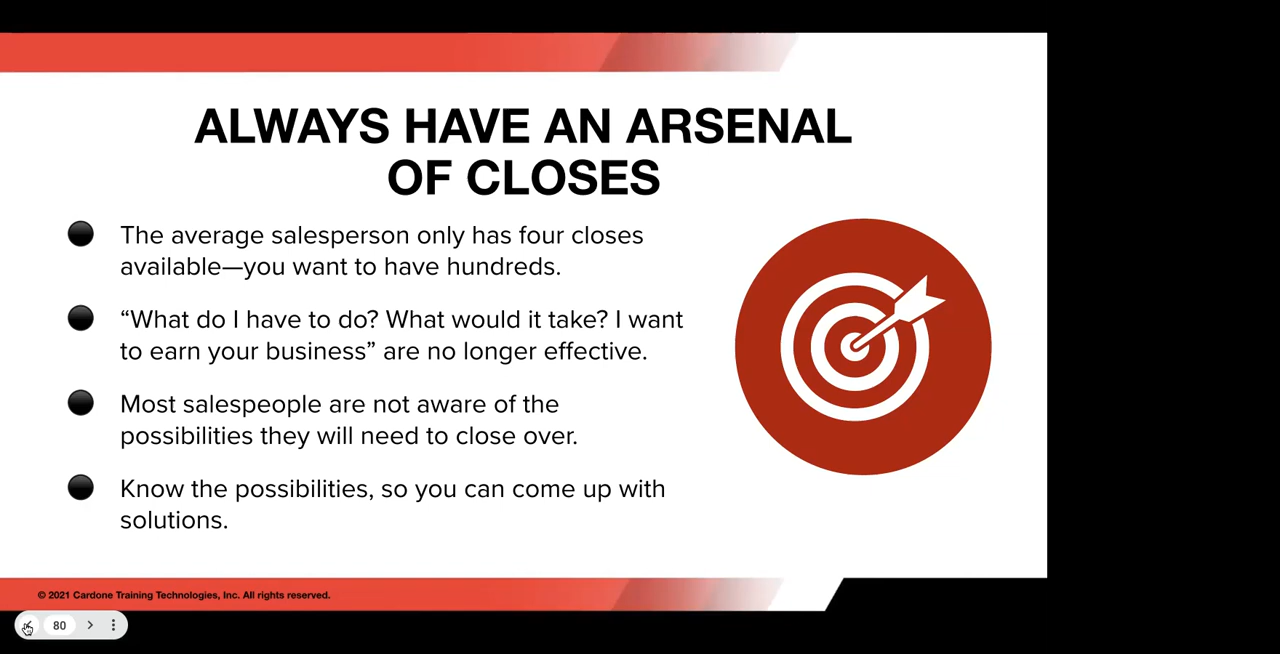 ALWAYS HAVE AN ARSENAL
OF CLOSES
The average salesperson only has four closes
available—you want to have hundreds.
“What do I have to do? What would it take? I want
to earn your business” are no longer effective.
Most salespeople are not aware of the
possibilities they will need to close over.
Know the possibilities, so you can come up with
solutions.
© 2021 Cardone Training Technologies, Inc. All rights reserved.
80